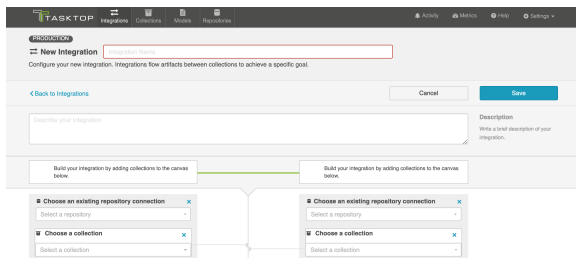 TASKTOP
Integrations
Collections
Models
Repositories
Activity
Metrics
Help
Settings
PRODUCTION
New Integration
Integration Name
Configure your new integration. Integrations flow artifacts between collections to achieve a specific goal.
Back to Integrations
Cancel
Save
Describe your integration
Description
Write a brief description of your
integration.
Build your integration by adding collections to the canvas
below.
Build your integration by adding collections to the canvas
below.
Choose an existing repository connection
Select a repository
Choose a collection
Select a collection
Choose an existing repository connection
Select a repository
Choose a collection
Select a collection